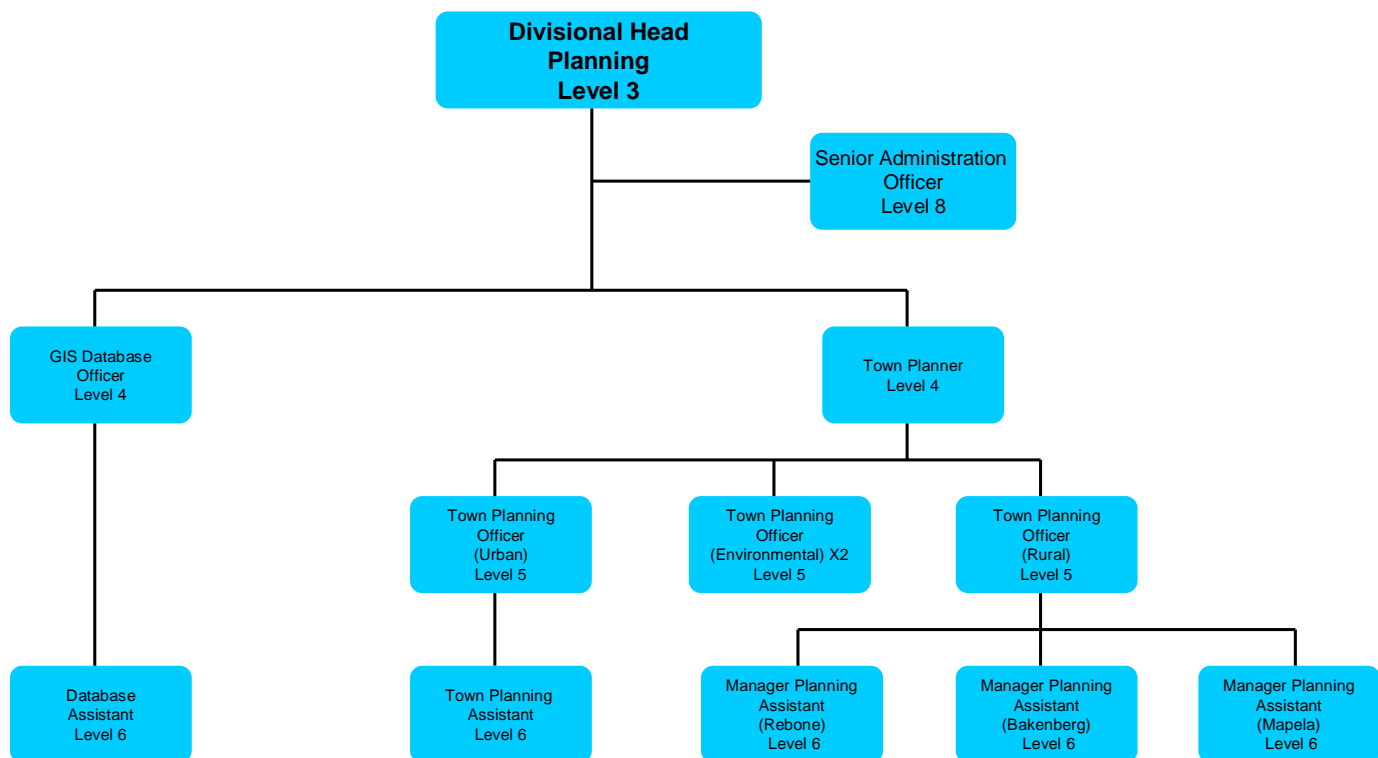 Divisional Head
Planning
Level 3
Senior Administration
Officer
Level 8
GIS Database
Officer
Level 4
Town Planner
Level 4
Town Planning
Officer
(Urban)
Level 5
Town Planning
Officer
(Environmental) X2
Level 5
Town Planning
Officer
(Rural)
Level 5
Database
Assistant
Level 6
Town Planning
Assistant
Level 6
Manager Planning
Assistant
(Rebone)
Level 6
Manager Planning
Assistant
(Bakenberg)
Level 6
Manager Planning
Assistant
(Mapela)
Level 6